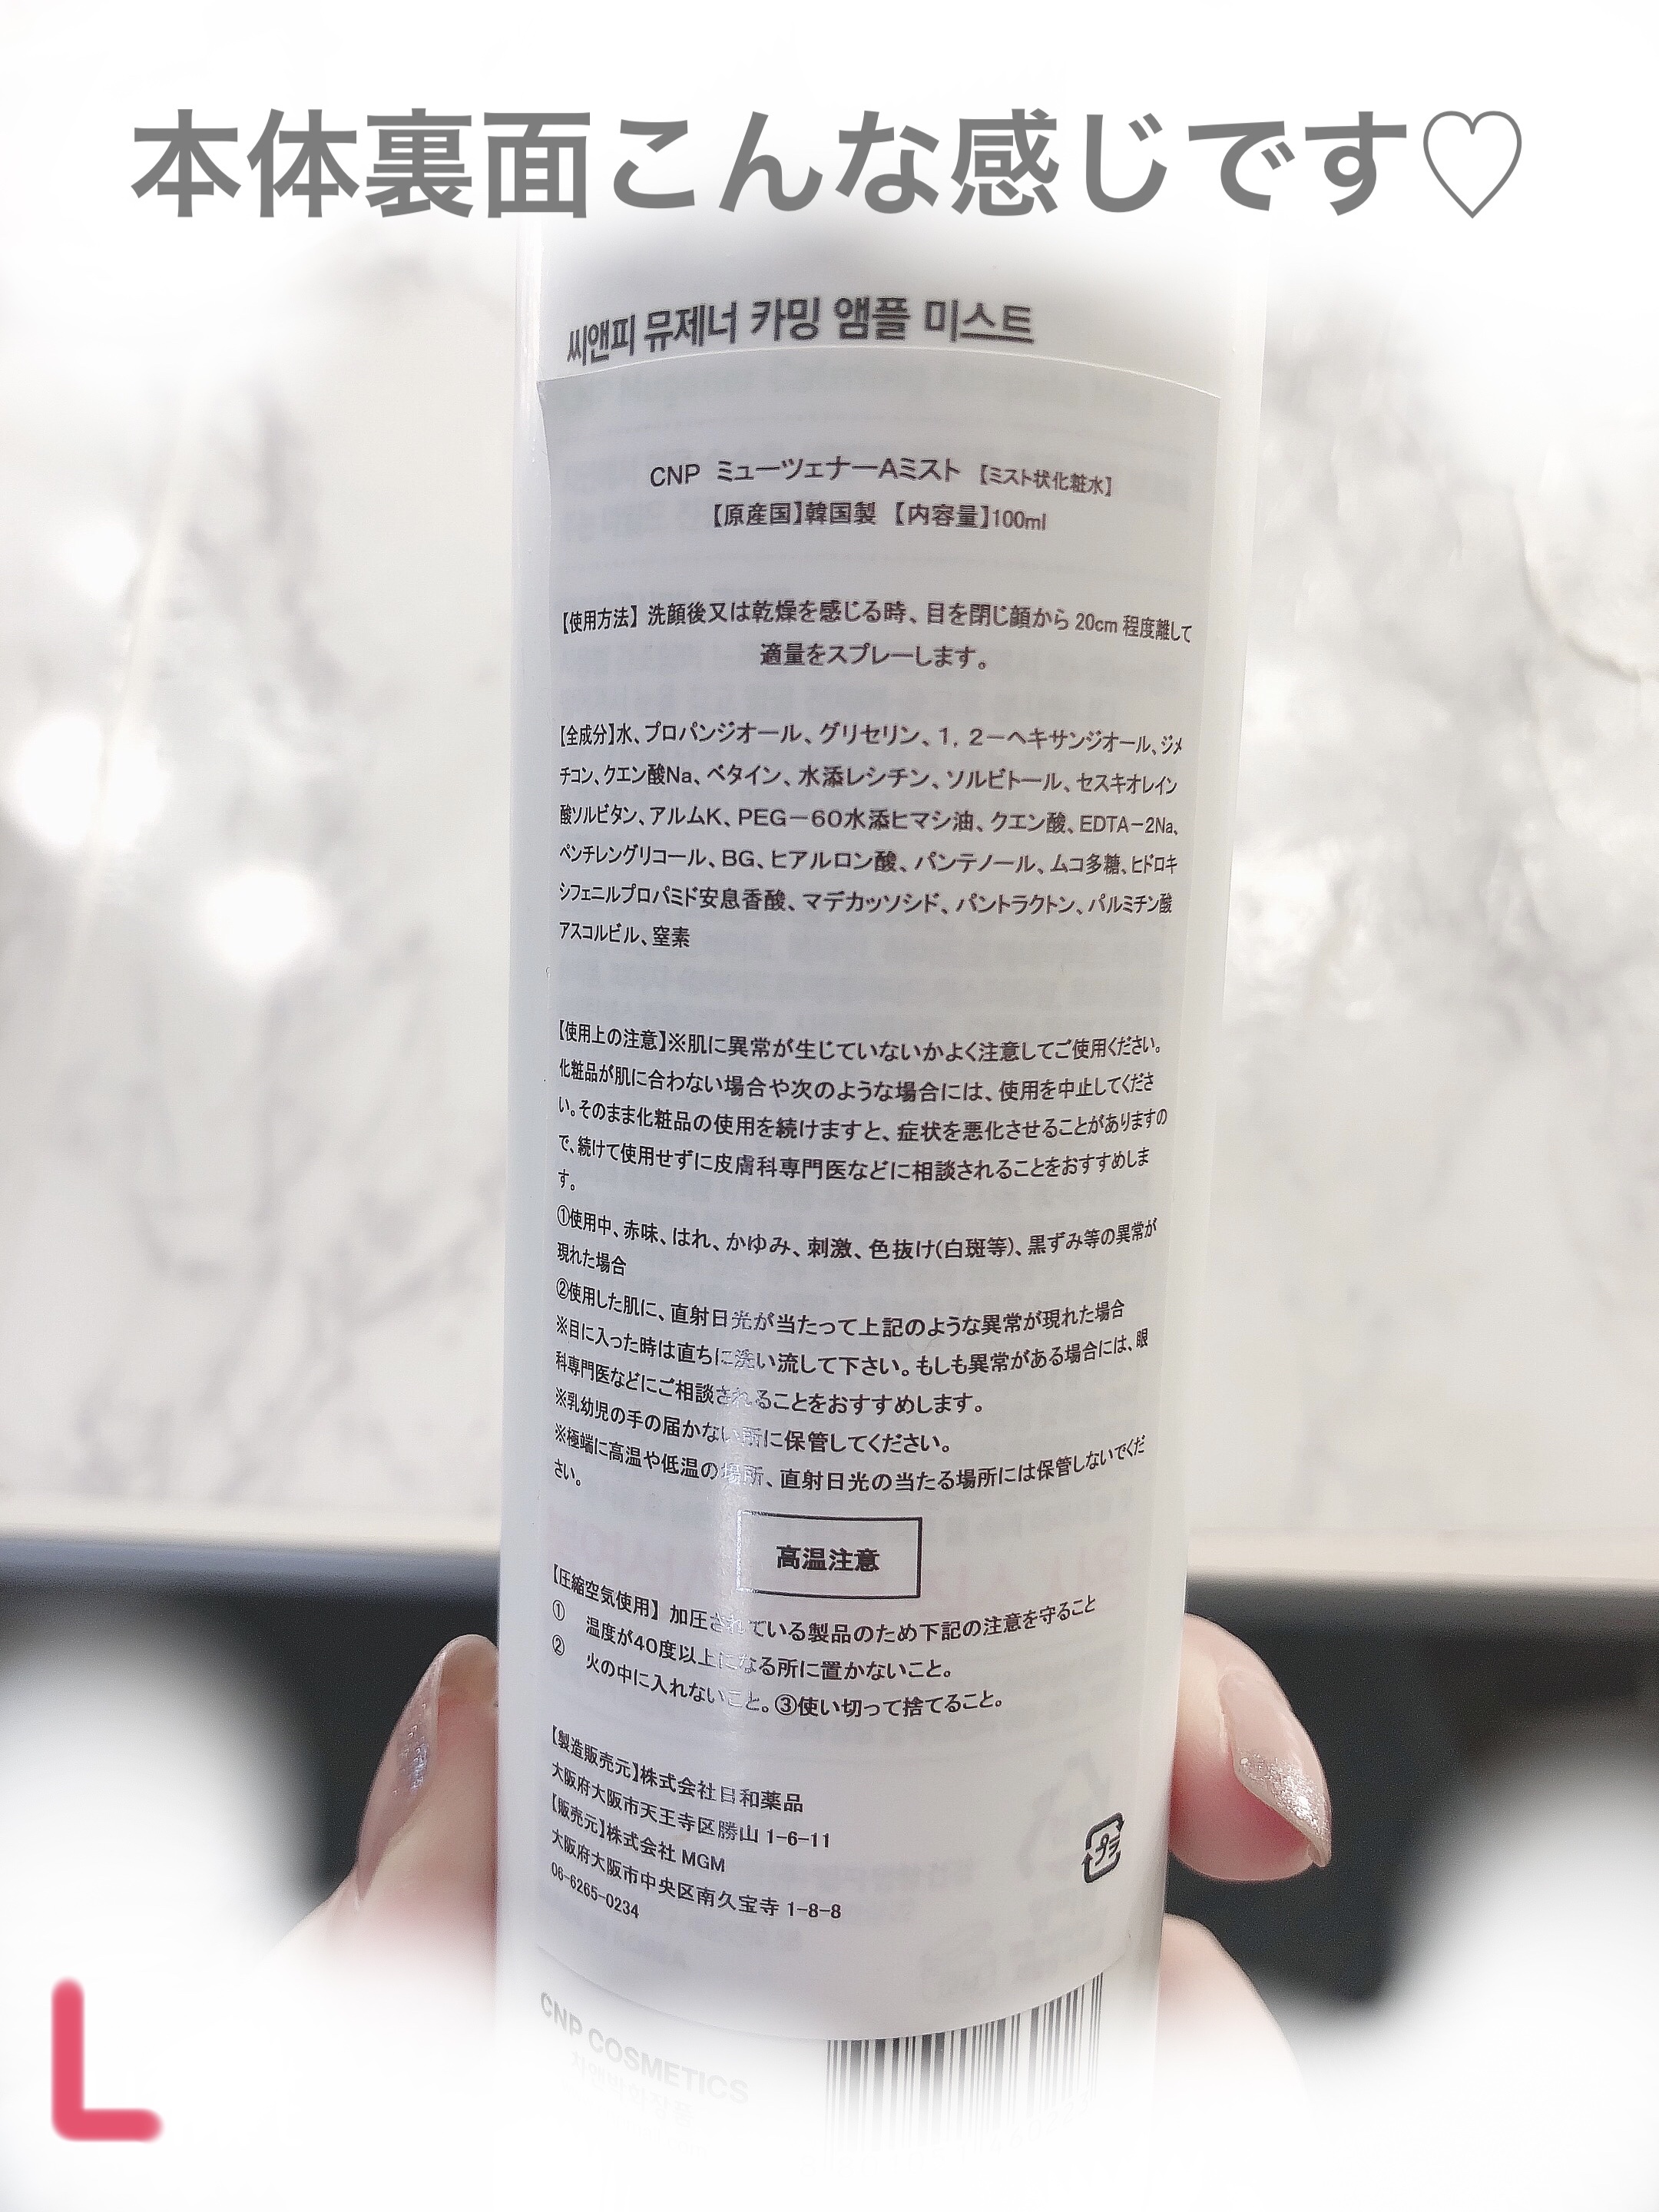 本体裏面こんな感じです♡
씨앤피 뮤제너 카밍 앰플 미스트
CNP ミューツェナーAミスト 【ミスト状化粧水】
【原産国】韓国製 【内容量】100ml
【使用方法】 洗顔後又は乾燥を感じる時、目を閉じ顔から 20cm 程度離して
適量をスプレーします。
【全成分】水、プロパンジオール、グリセリン、1, 2－ヘキサンジオール、ジメ
チコン、クエン酸Na、ベタイン、水添レシチン、ソルビトール、セスキオレイン
酸ソルビタン、アルムK、PEG－60水添ヒマシ油、クエン酸、EDTA－2Na、
ペンチレングリコール、BG、ヒアルロン酸、パンテノール、ムコ多糖、ヒドロキ
シフェニルプロパミド安息香酸、マデカッソシド、パントラクトン、パルミチン酸
アスコルビル、窒素
【使用上の注意】※肌に異常が生じていないかよく注意してご使用ください。
化粧品が肌に合わない場合や次のような場合には、使用を中止してくださ
い。そのまま化粧品の使用を続けますと、症状を悪化させることがありますの
で、続けて使用せずに皮膚科専門医などに相談されることをおすすめしま
す。
①使用中、赤味、はれ、かゆみ、刺激、色抜け(白斑等)、黒ずみ等の異常が
現れた場合
②使用した肌に、直射日光が当たって上記のような異常が現れた場合
※目に入った時は直ちに洗い流して下さい。もしも異常がある場合には、眼
科専門医などにご相談されることをおすすめします。
※乳幼児の手の届かない所に保管してください。
※極端に高温や低温の場所、直射日光の当たる場所には保管しないでくだ
さい。
高温注意
【圧縮空気使用】 加圧されている製品のため下記の注意を守ること
① 温度が40度以上になる所に置かないこと。
② 火の中に入れないこと。③使い切って捨てること。
【製造販売元】株式会社日和薬品
大阪府大阪市天王寺区勝山 1-6-11
【販売元】株式会社 MGM
大阪府大阪市中央区南久宝寺 1-8-8
06-6265-0234
プラ
CNP COSMETICS
L